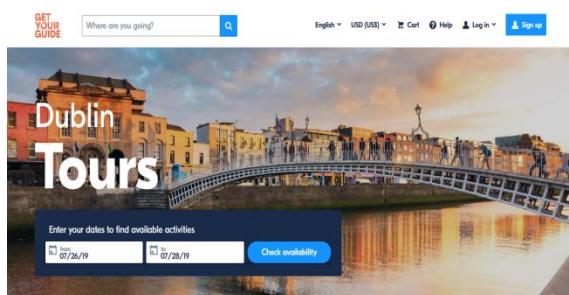 GET
YOUR
GUIDE
Where are you going?
English
USD (US$)
Cart
Help
Log in
Sign up
Dublin
Tours
Enter your dates to find available activities
from
07/26/19
to
07/28/19
Check availability